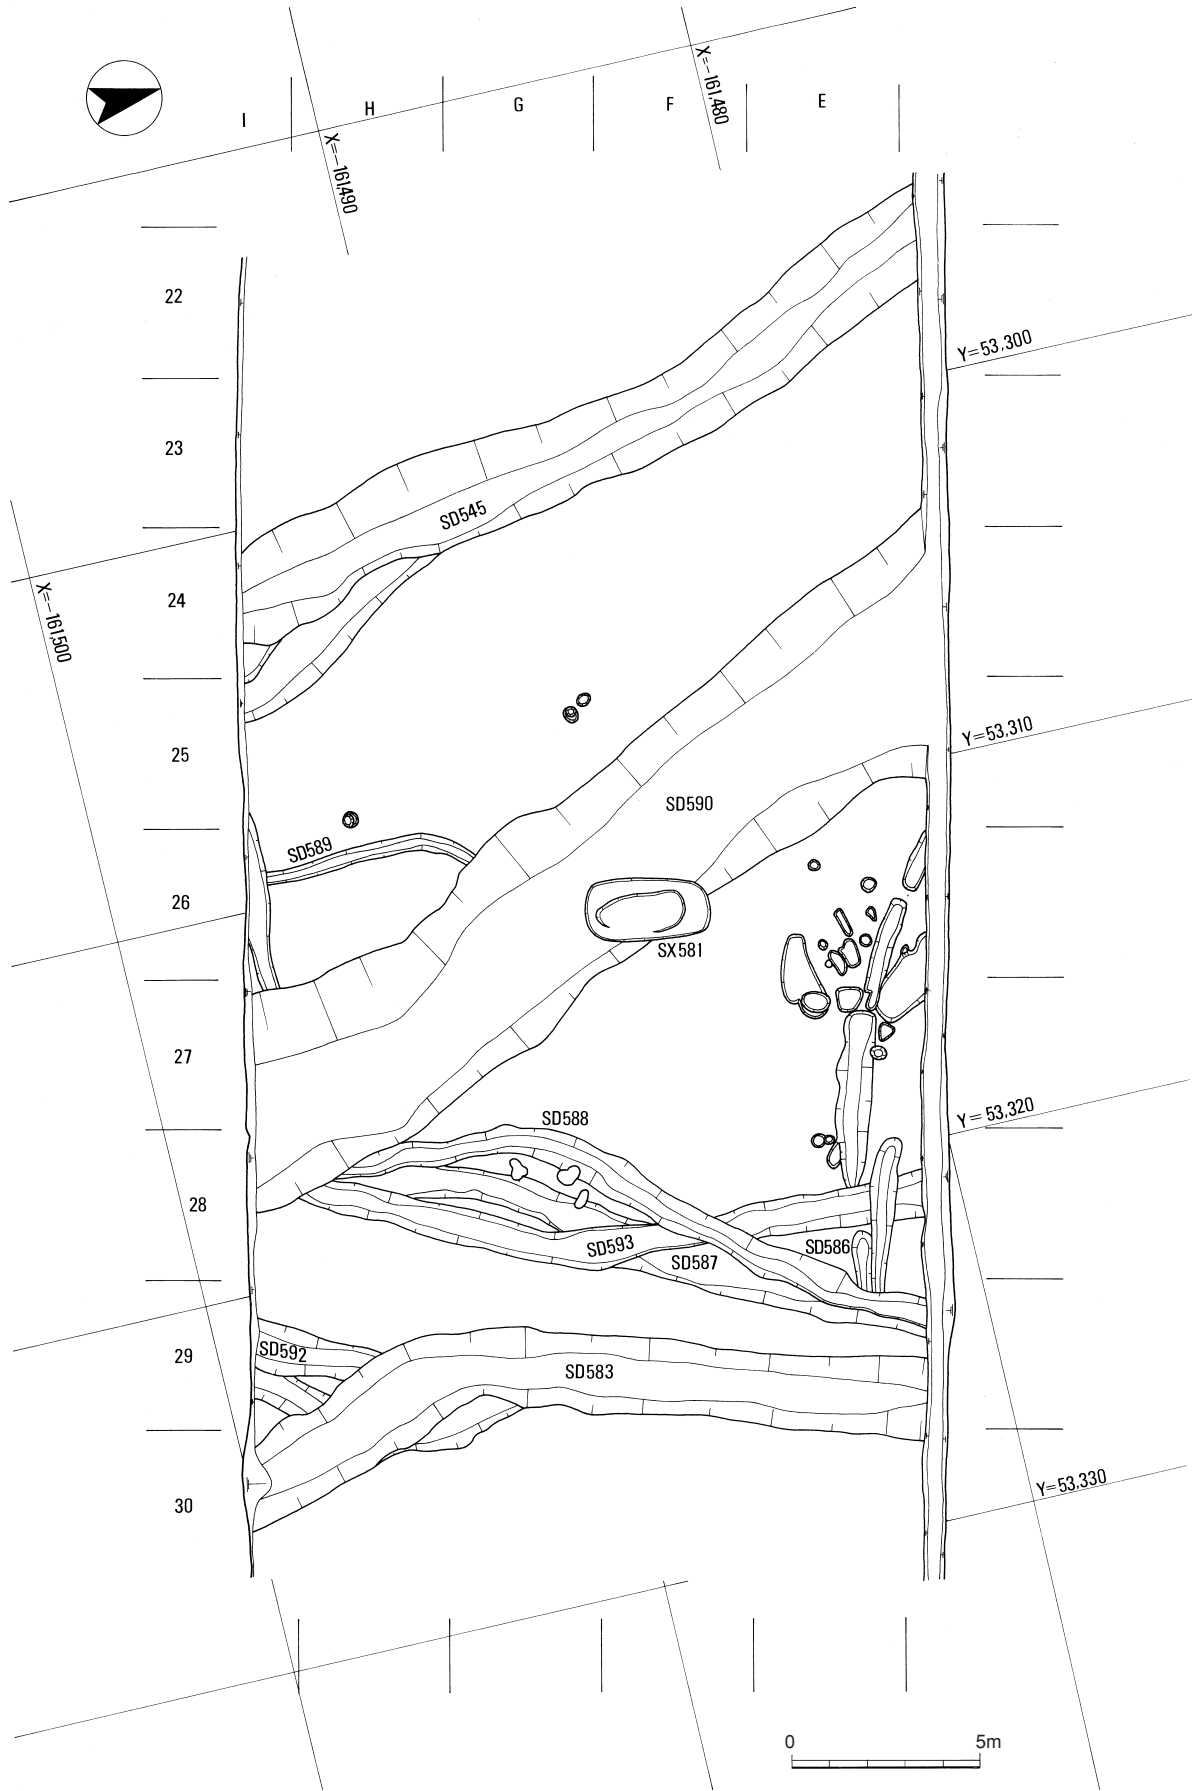 X=-161,480
I
H
G
F
E
X=-161,490
22
Y=53,300
23
SD545
24
X=-161,500
Y=53,310
25
SD590
SD589
26
SX581
27
Y=53,320
SD588
28
SD593
SD586
SD587
29
SD592
SD583
30
Y=53,330
0
5m